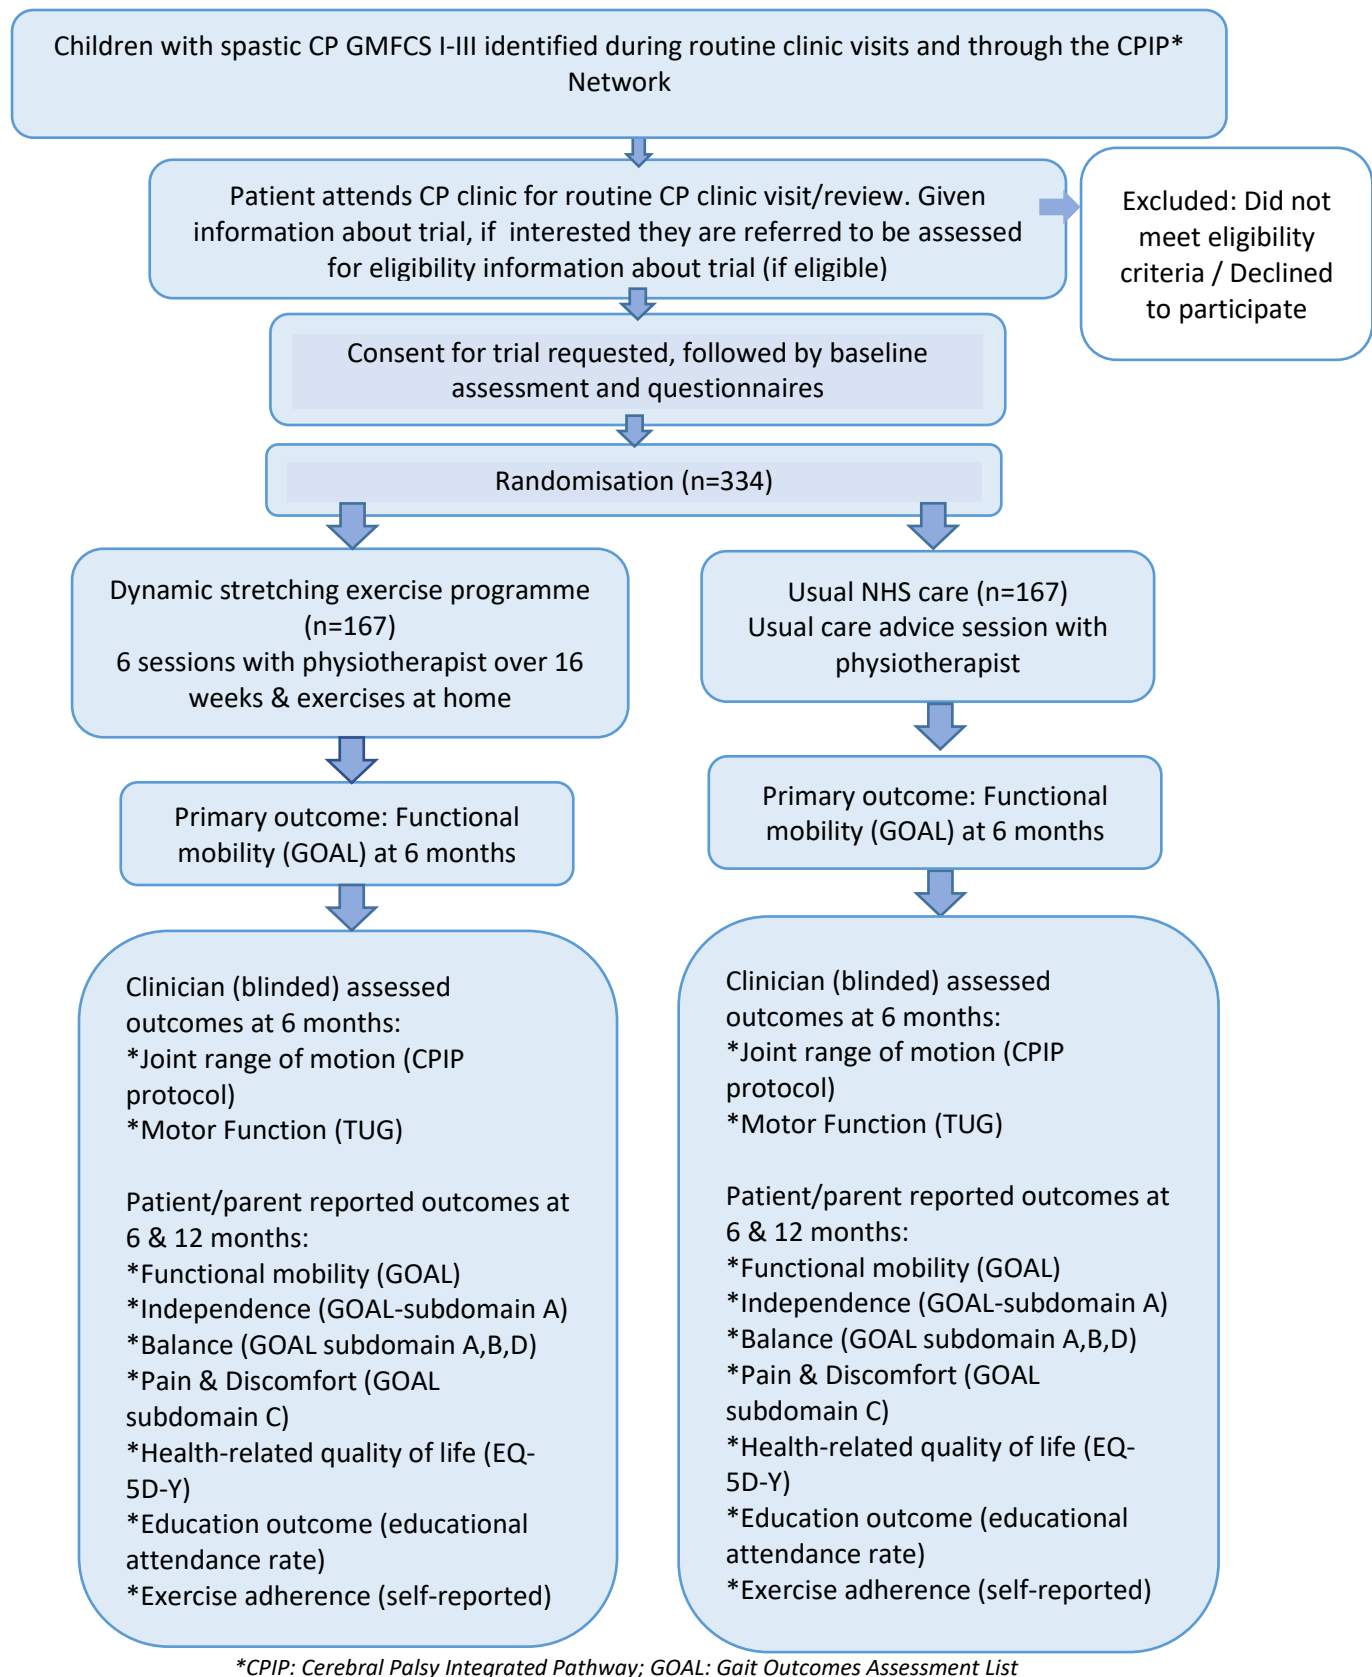 Children with spastic CP GMFCS I-III identified during routine clinic visits and through the CPIP*
Network
Patient attends CP clinic for routine CP clinic visit/review. Given
information about trial, if  interested they are referred to be assessed
for eligibility information about trial (if eligible)
Excluded: Did not
meet eligibility
criteria / Declined
to participate
Consent for trial requested, followed by baseline
assessment and questionnaires
Randomisation (n=334)
Dynamic stretching exercise programme
(n=167)
6 sessions with physiotherapist over 16
weeks & exercises at home
Usual NHS care (n=167)
Usual care advice session with
physiotherapist
Primary outcome: Functional
mobility (GOAL) at 6 months
Primary outcome: Functional
mobility (GOAL) at 6 months
Clinician (blinded) assessed
outcomes at 6 months:
*Joint range of motion (CPIP
protocol)
*Motor Function (TUG)
Patient/parent reported outcomes at
6 & 12 months:
*Functional mobility (GOAL)
*Independence (GOAL-subdomain A)
*Balance (GOAL subdomain A,B,D)
*Pain & Discomfort (GOAL
subdomain C)
*Health-related quality of life (EQ-
5D-Y)
*Education outcome (educational
attendance rate)
*Exercise adherence (self-reported)
Clinician (blinded) assessed
outcomes at 6 months:
*Joint range of motion (CPIP
protocol)
*Motor Function (TUG)
Patient/parent reported outcomes at
6 & 12 months:
*Functional mobility (GOAL)
*Independence (GOAL-subdomain A)
*Balance (GOAL subdomain A,B,D)
*Pain & Discomfort (GOAL
subdomain C)
*Health-related quality of life (EQ-
5D-Y)
*Education outcome (educational
attendance rate)
*Exercise adherence (self-reported)
*CPIP: Cerebral Palsy Integrated Pathway; GOAL: Gait Outcomes Assessment List